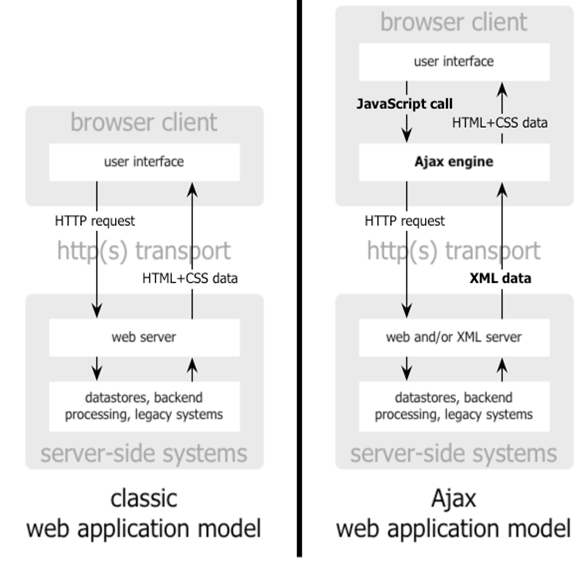 browser client
user interface
HTTP request
http(s) transport
HTML+CSS data
web server
datastores, backend
processing, legacy systems
server-side systems
classic
web application model
browser client
user interface
JavaScript call
HTML+CSS data
Ajax engine
HTTP request
http(s) transport
XML data
web and/or XML server
datastores, backend
processing, legacy systems
server-side systems
Ajax
web application model